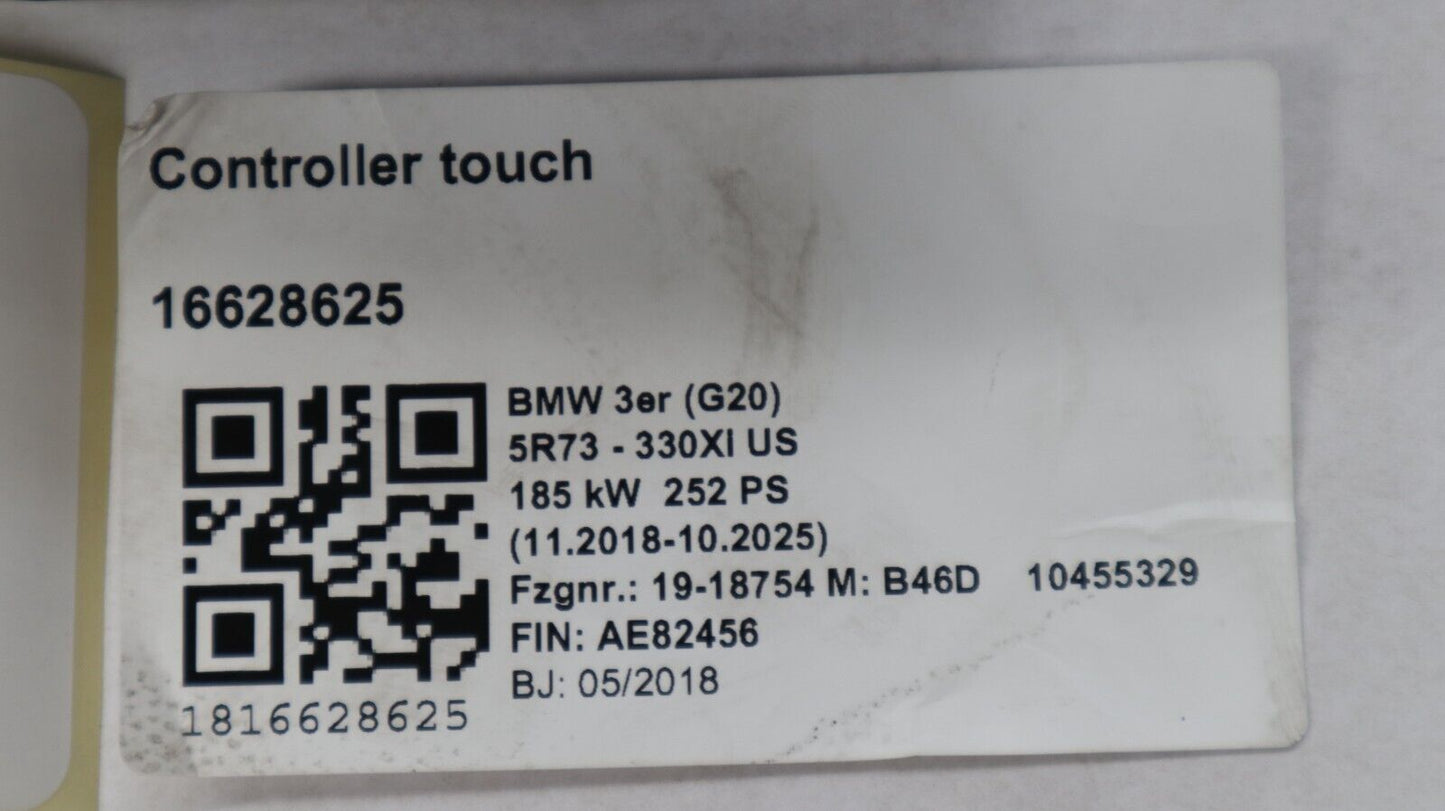 Controller touch
16628625
BMW 3er (G20)
5R73 - 330Xi US
185 kW 252 PS
(11.2018-10.2025)
Fzgnr.: 19-18754 M: B46D 10455329
FIN: AE82456
BJ: 05/2018
1816628625